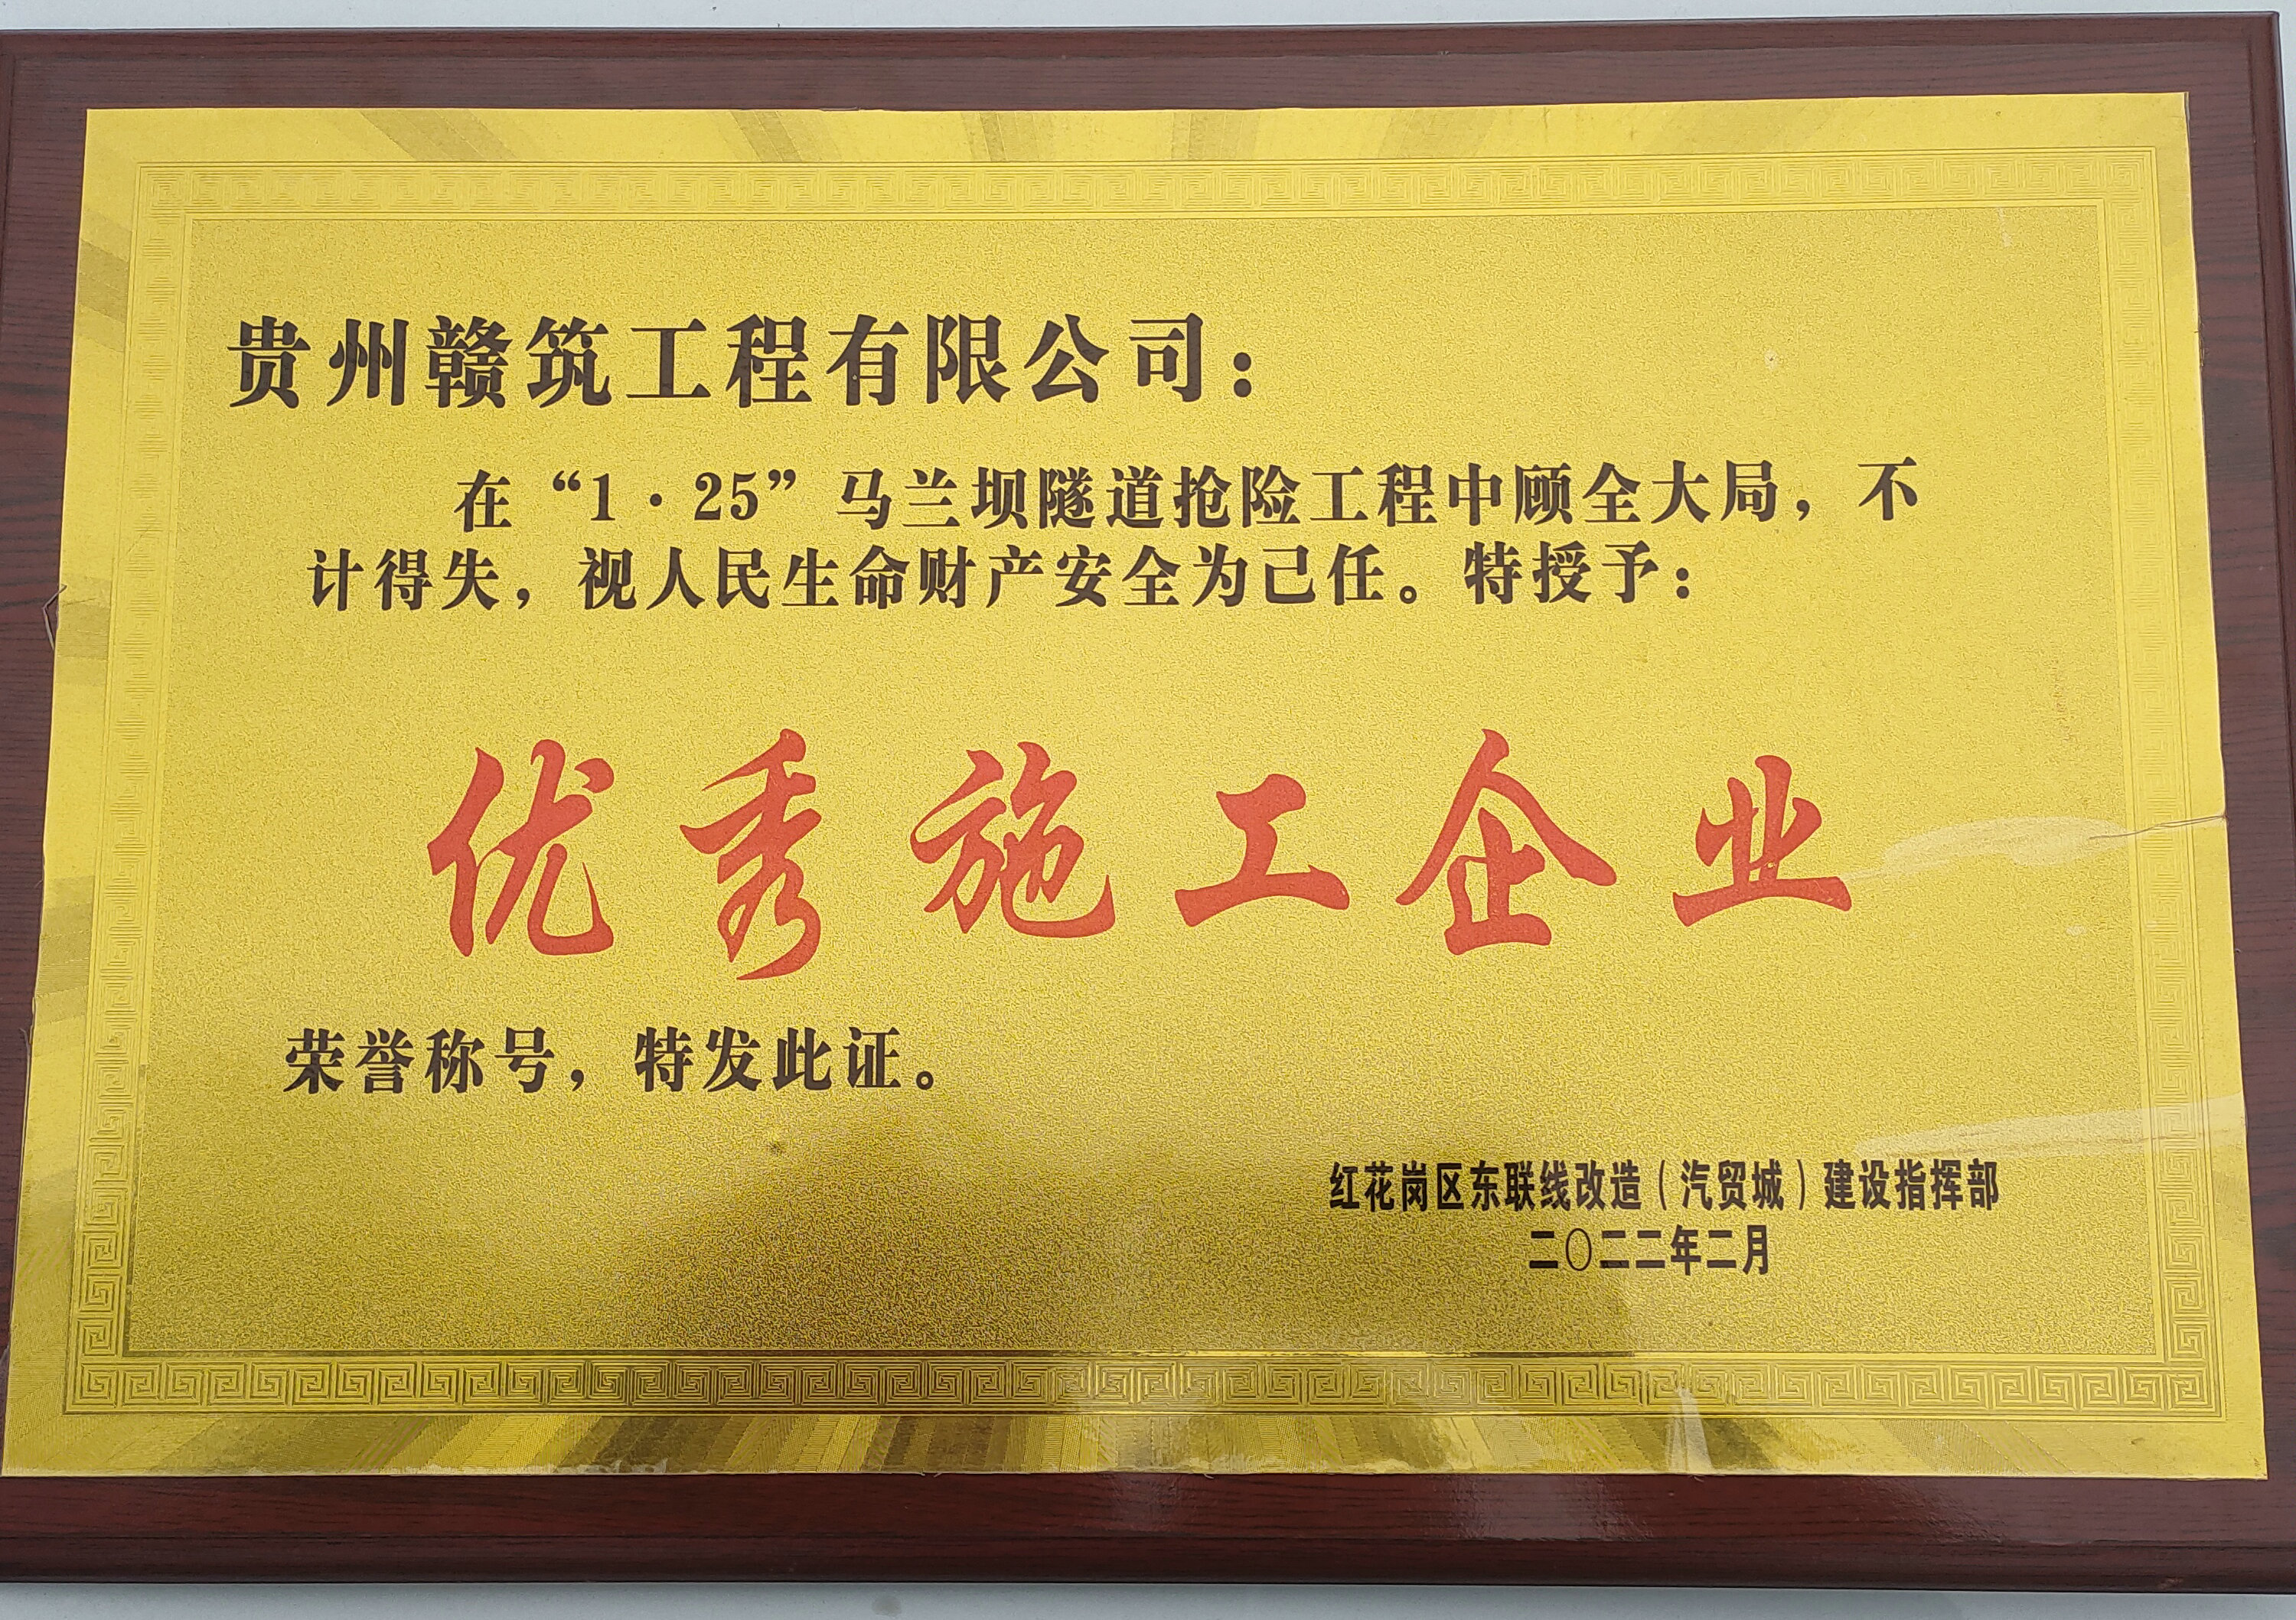 贵州赣筑工程有限公司：
在“1·25”马兰坝隧道抢险工程中顾全大局，不
计得失，视人民生命财产安全为己任。特授予：
优秀施工企业
荣誉称号，特发此证。
红花岗区东联线改造（汽贸城）建设指挥部
二〇二二年二月